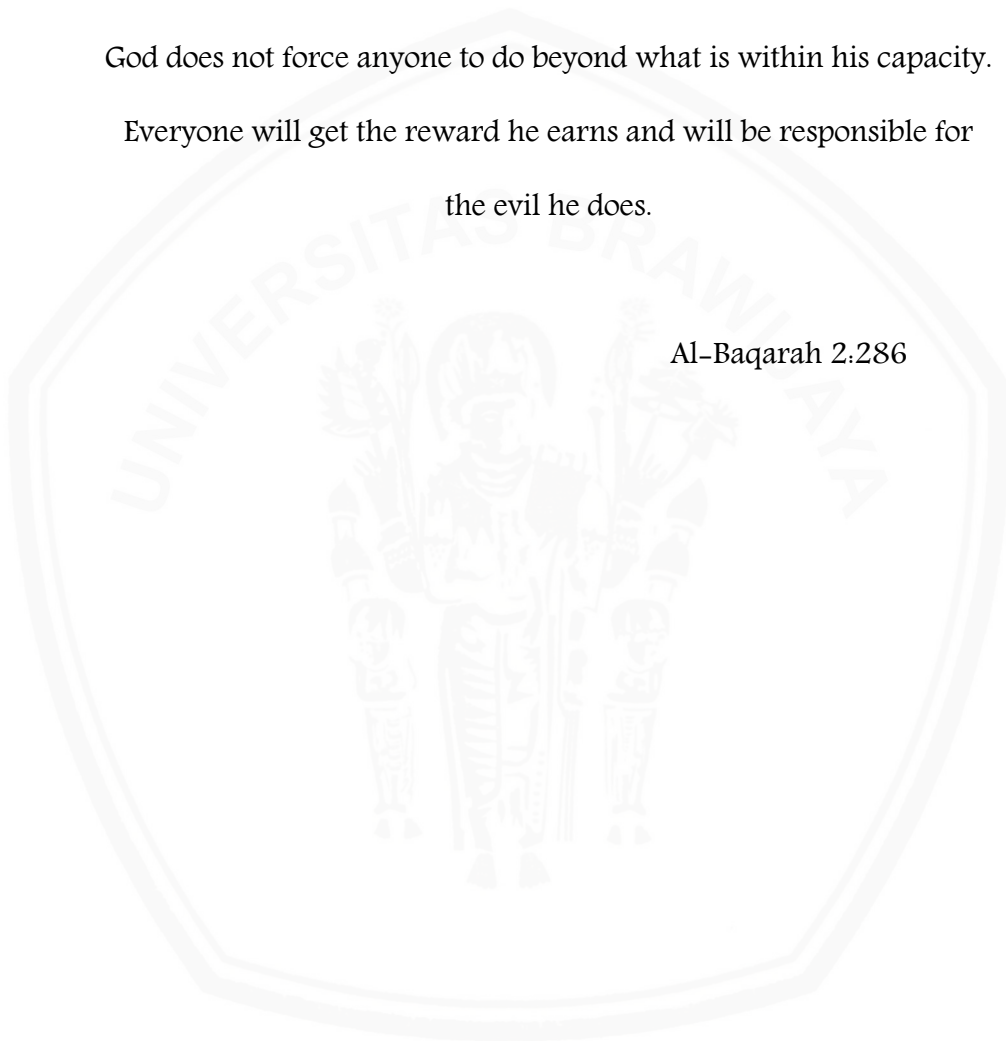 God does not force anyone to do beyond what is within his capacity.
Everyone will get the reward he earns and will be responsible for
the evil he does.
Al-Baqarah 2:286
UNIVERSITAS BRAWIJAYA